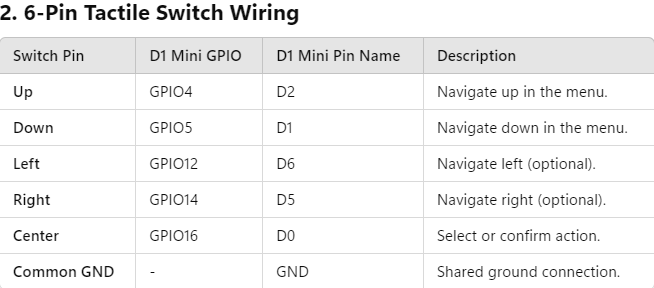 2. 6-Pin Tactile Switch Wiring
Switch Pin D1 Mini GPIO D1 Mini Pin Name Description
Up GPIO4 D2 Navigate up in the menu.
Down GPIO5 D1 Navigate down in the menu.
Left GPIO12 D6 Navigate left (optional).
Right GPIO14 D5 Navigate right (optional).
Center GPIO16 D0 Select or confirm action.
Common GND - GND Shared ground connection.